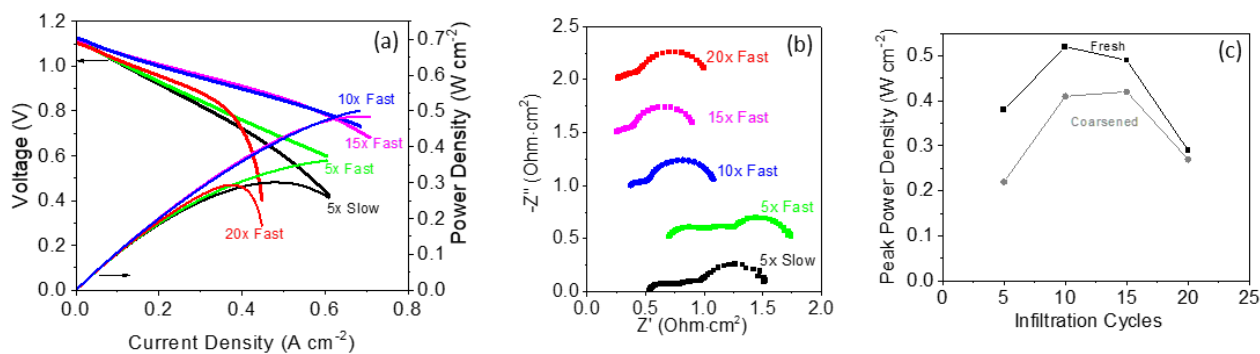 (a)
1.2
1.0
0.8
0.6
0.4
0.2
0.0
Voltage (V)
0.7
0.6
0.5
0.4
0.3
0.2
0.1
0.0
Power Density (W cm-2)
10x Fast
15x Fast
5x Fast
5x Slow
20x Fast
0.0 0.2 0.4 0.6 0.8
Current Density (A cm-2)
(b)
2.5
2.0
1.5
1.0
0.5
0.0
-Z'' (Ohm·cm2)
20x Fast
15x Fast
10x Fast
5x Fast
5x Slow
0.0 0.5 1.0 1.5 2.0
Z' (Ohm·cm2)
(c)
0.5
0.4
0.3
0.2
0.1
0.0
Peak Power Density (W cm-2)
Fresh
Coarsened
0 5 10 15 20 25
Infiltration Cycles